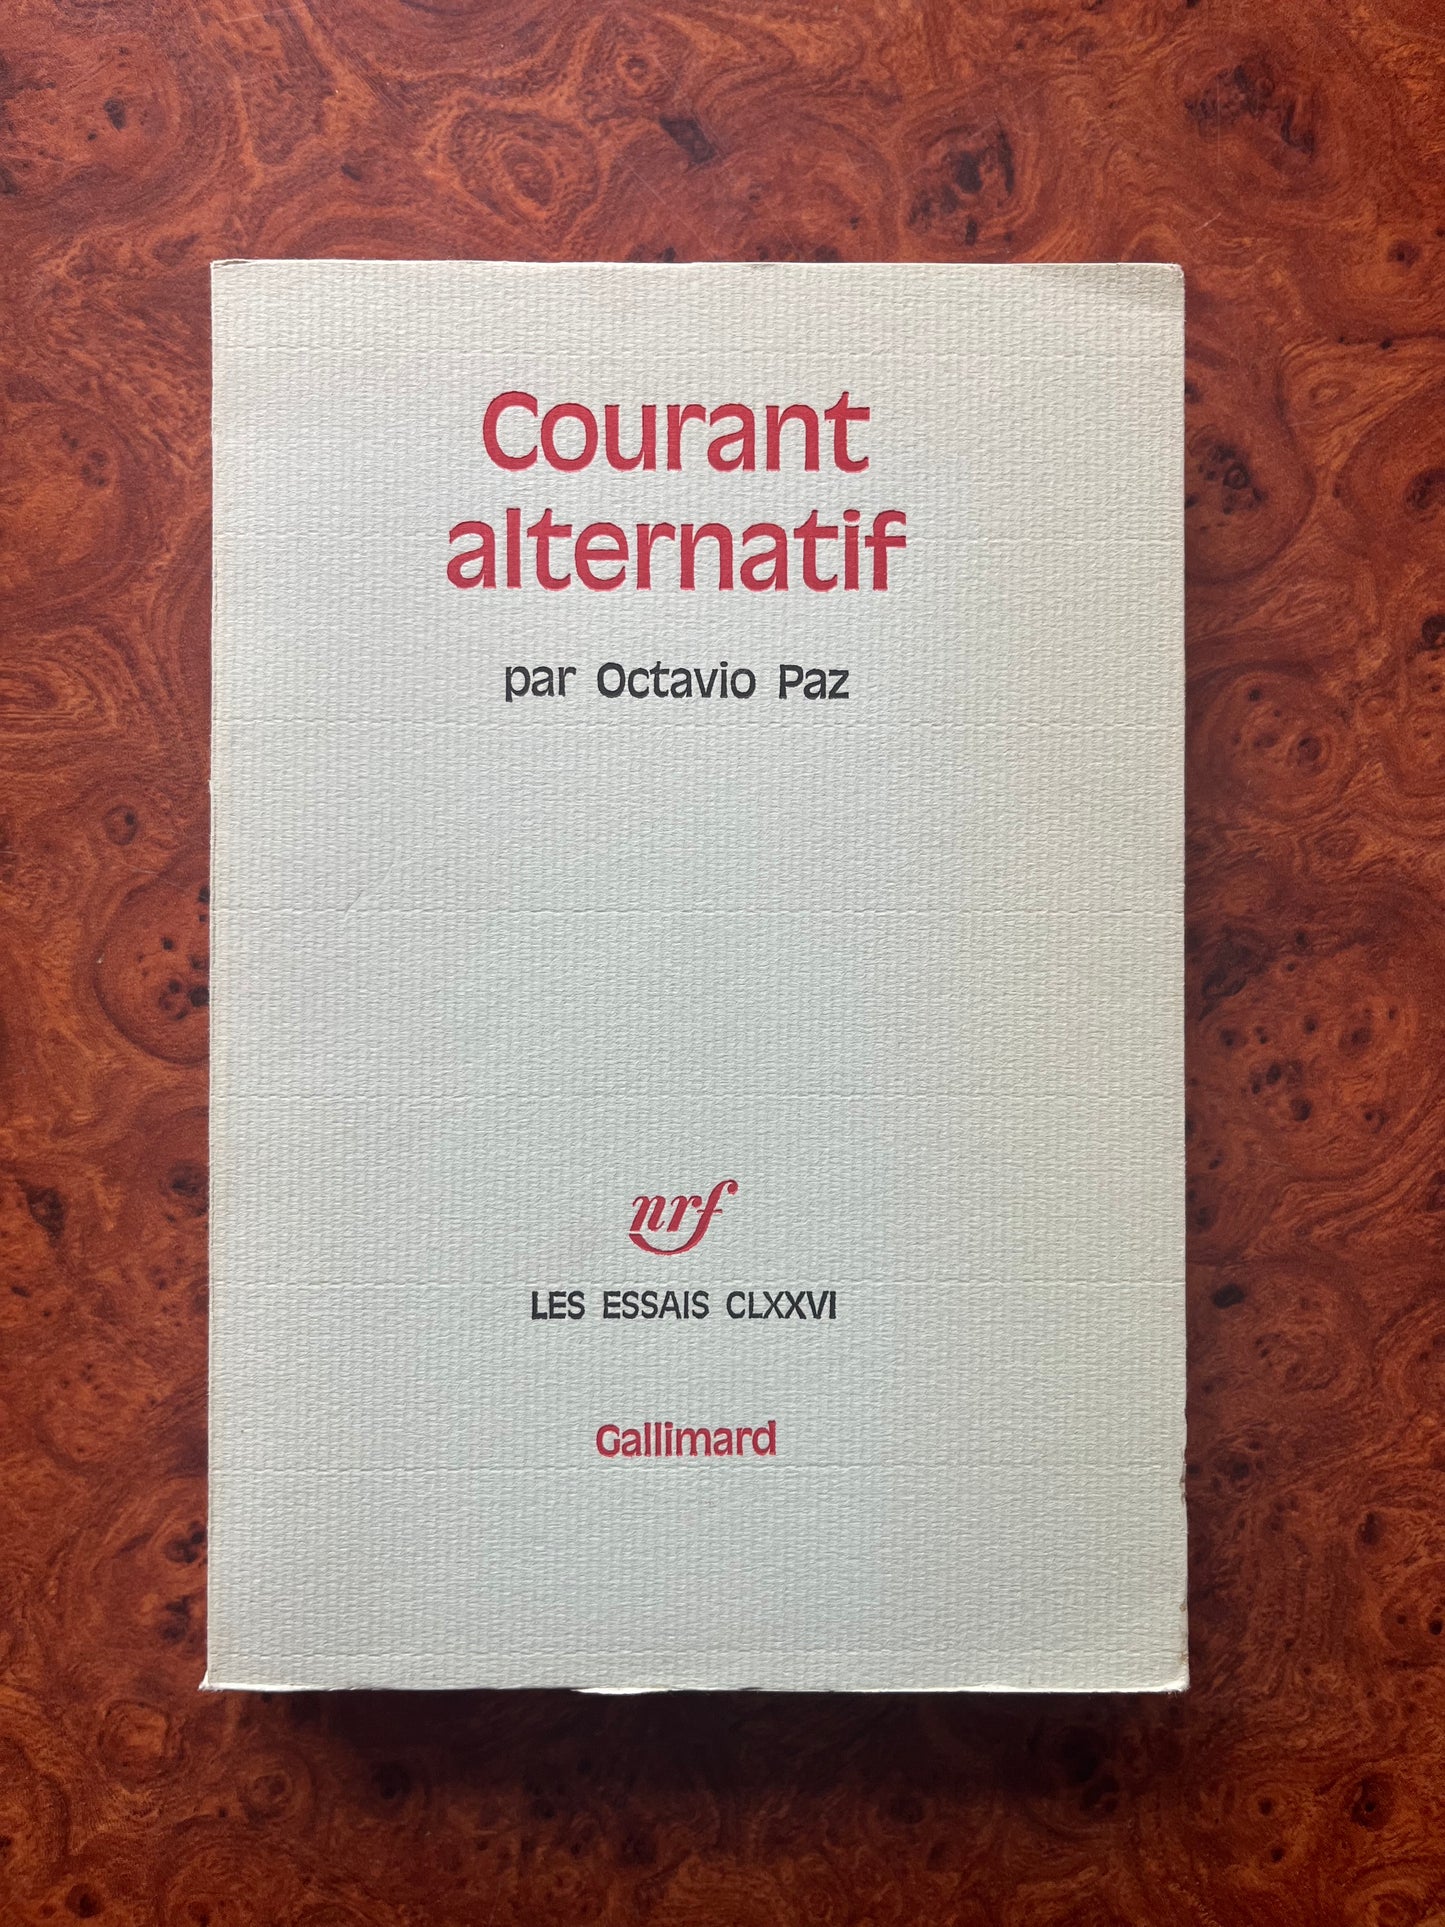 Courant
alternatif
par Octavio Paz
nrf
LES ESSAIS CLXXVI
Gallimard